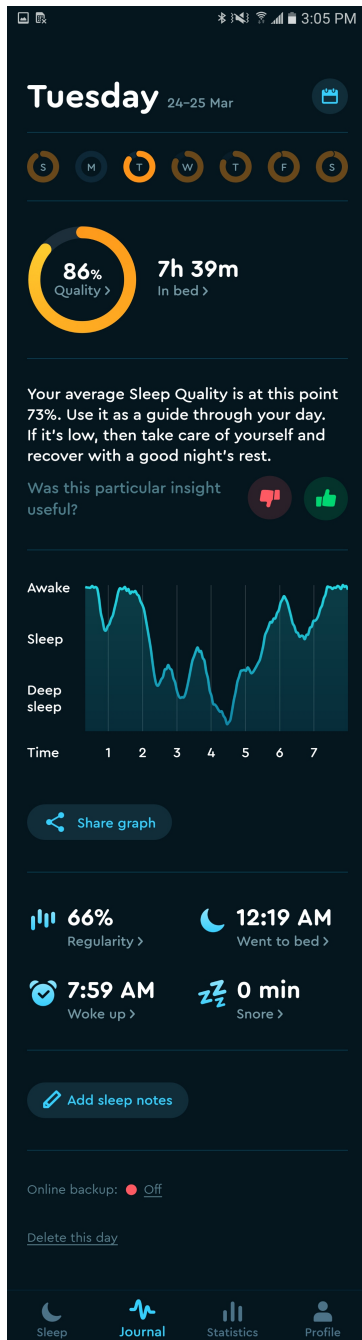 3:05 PM
Tuesday 24-25 Mar
S M T W T F S
86%
Quality >
7h 39m
In bed >
Your average Sleep Quality is at this point
73%. Use it as a guide through your day.
If it's low, then take care of yourself and
recover with a good night's rest.
Was this particular insight
useful?
Awake
Sleep
Deep
sleep
Time 1 2 3 4 5 6 7
Share graph
66%
Regularity >
12:19 AM
Went to bed >
7:59 AM
Woke up >
0 min
Snore >
Add sleep notes
Online backup: Off
Delete this day
Sleep Journal Statistics Profile